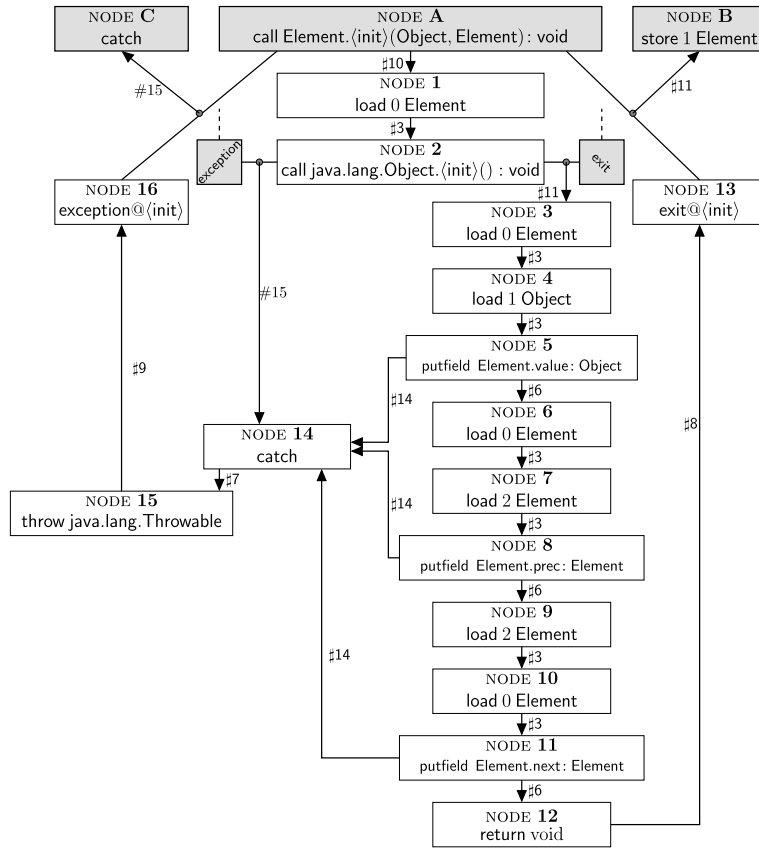 NODE C
catch
NODE A
call Element.⟨init⟩(Object, Element) : void
NODE B
store 1 Element
#15
♯10
♯11
NODE 1
load 0 Element
♯3
exception
NODE 2
call java.lang.Object.⟨init⟩() : void
exit
NODE 16
exception@⟨init⟩
♯11
NODE 13
exit@⟨init⟩
NODE 3
load 0 Element
♯3
#15
NODE 4
load 1 Object
♯3
NODE 5
putfield Element.value : Object
♯9
♯14
♯6
NODE 6
load 0 Element
♯8
NODE 14
catch
♯3
♯7
NODE 7
load 2 Element
NODE 15
throw java.lang.Throwable
♯14
♯3
NODE 8
putfield Element.prec : Element
♯6
NODE 9
load 2 Element
♯14
♯3
NODE 10
load 0 Element
♯3
NODE 11
putfield Element.next : Element
♯6
NODE 12
return void